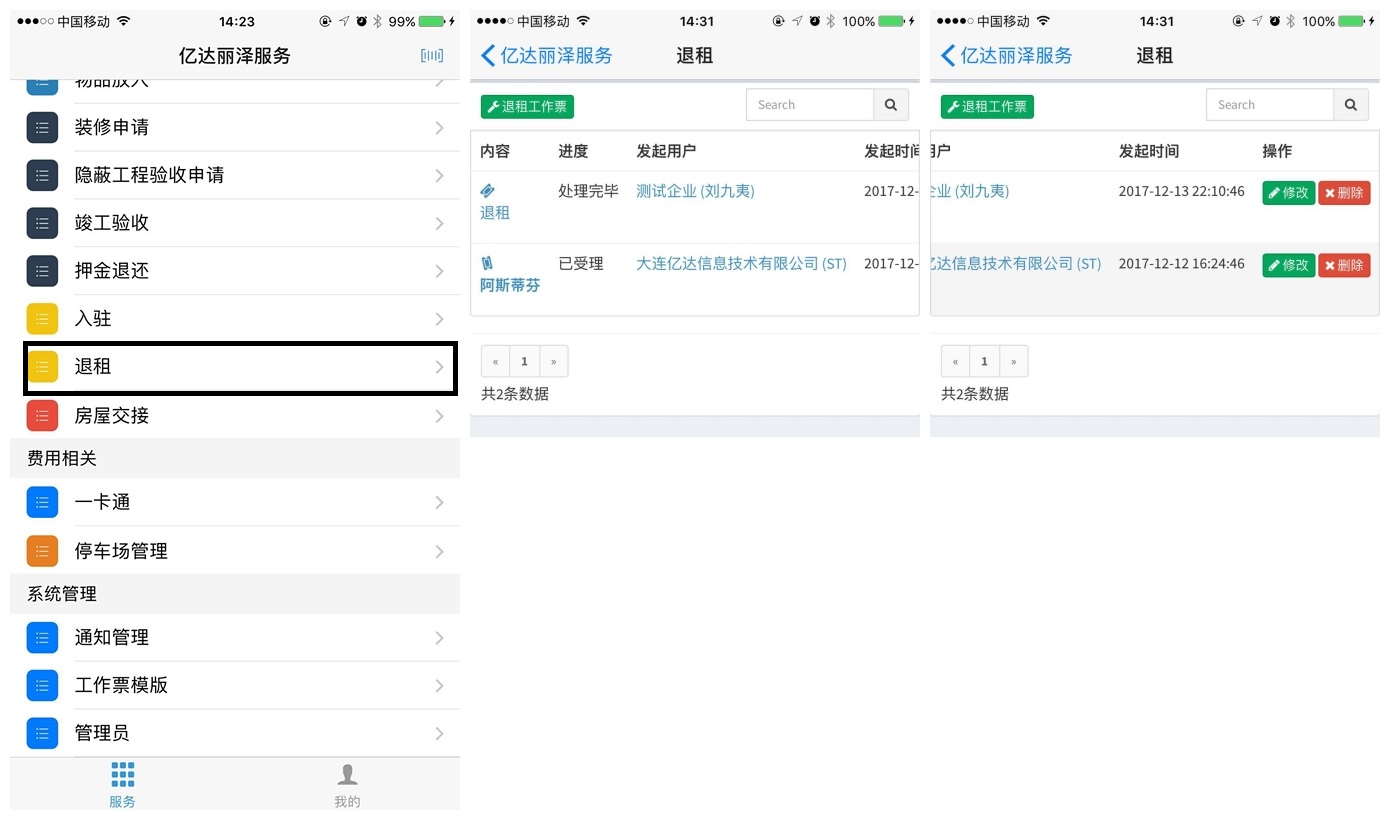 中国移动 14:23 99%
亿达丽泽服务
物品放入
装修申请
隐蔽工程验收申请
竣工验收
押金退还
入驻
退租
房屋交接
费用相关
一卡通
停车场管理
系统管理
通知管理
工作票模版
管理员
服务 我的
中国移动 14:31 100%
亿达丽泽服务 退租
退租工作票 Search
内容 进度 发起用户 发起时间
退租 处理完毕 测试企业 (刘九夷) 2017-12-
阿斯蒂芬 已受理 大连亿达信息技术有限公司 (ST) 2017-12-
« 1 »
共2条数据
中国移动 14:31 100%
亿达丽泽服务 退租
退租工作票 Search
用户 发起时间 操作
企业 (刘九夷) 2017-12-13 22:10:46 修改 删除
亿达信息技术有限公司 (ST) 2017-12-12 16:24:46 修改 删除
« 1 »
共2条数据